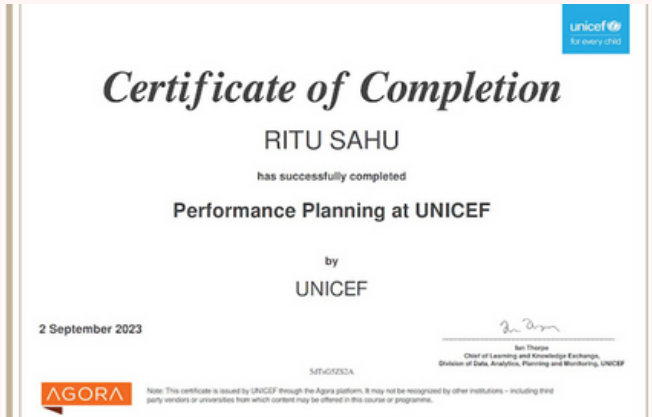 unicef
for every child
Certificate of Completion
RITU SAHU
has successfully completed
Performance Planning at UNICEF
by
UNICEF
2 September 2023
Ian Thorpe
Chief of Learning and Knowledge Exchange,
Division of Data, Analytics, Planning and Monitoring, UNICEF
AGORA
Note: This certificate is issued by UNICEF through the Agora platform. It may not be recognized by other institutions – including third
party vendors or universities from which content may be offered in this course or programme.